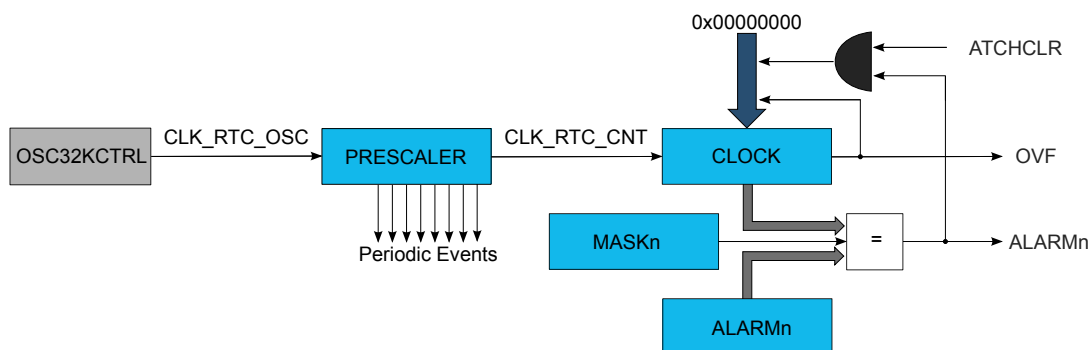 0x00000000
ATCHCLR
OSC32KCTRL
CLK_RTC_OSC
PRESCALER
CLK_RTC_CNT
CLOCK
OVF
Periodic Events
MASKn
=
ALARMn
ALARMn